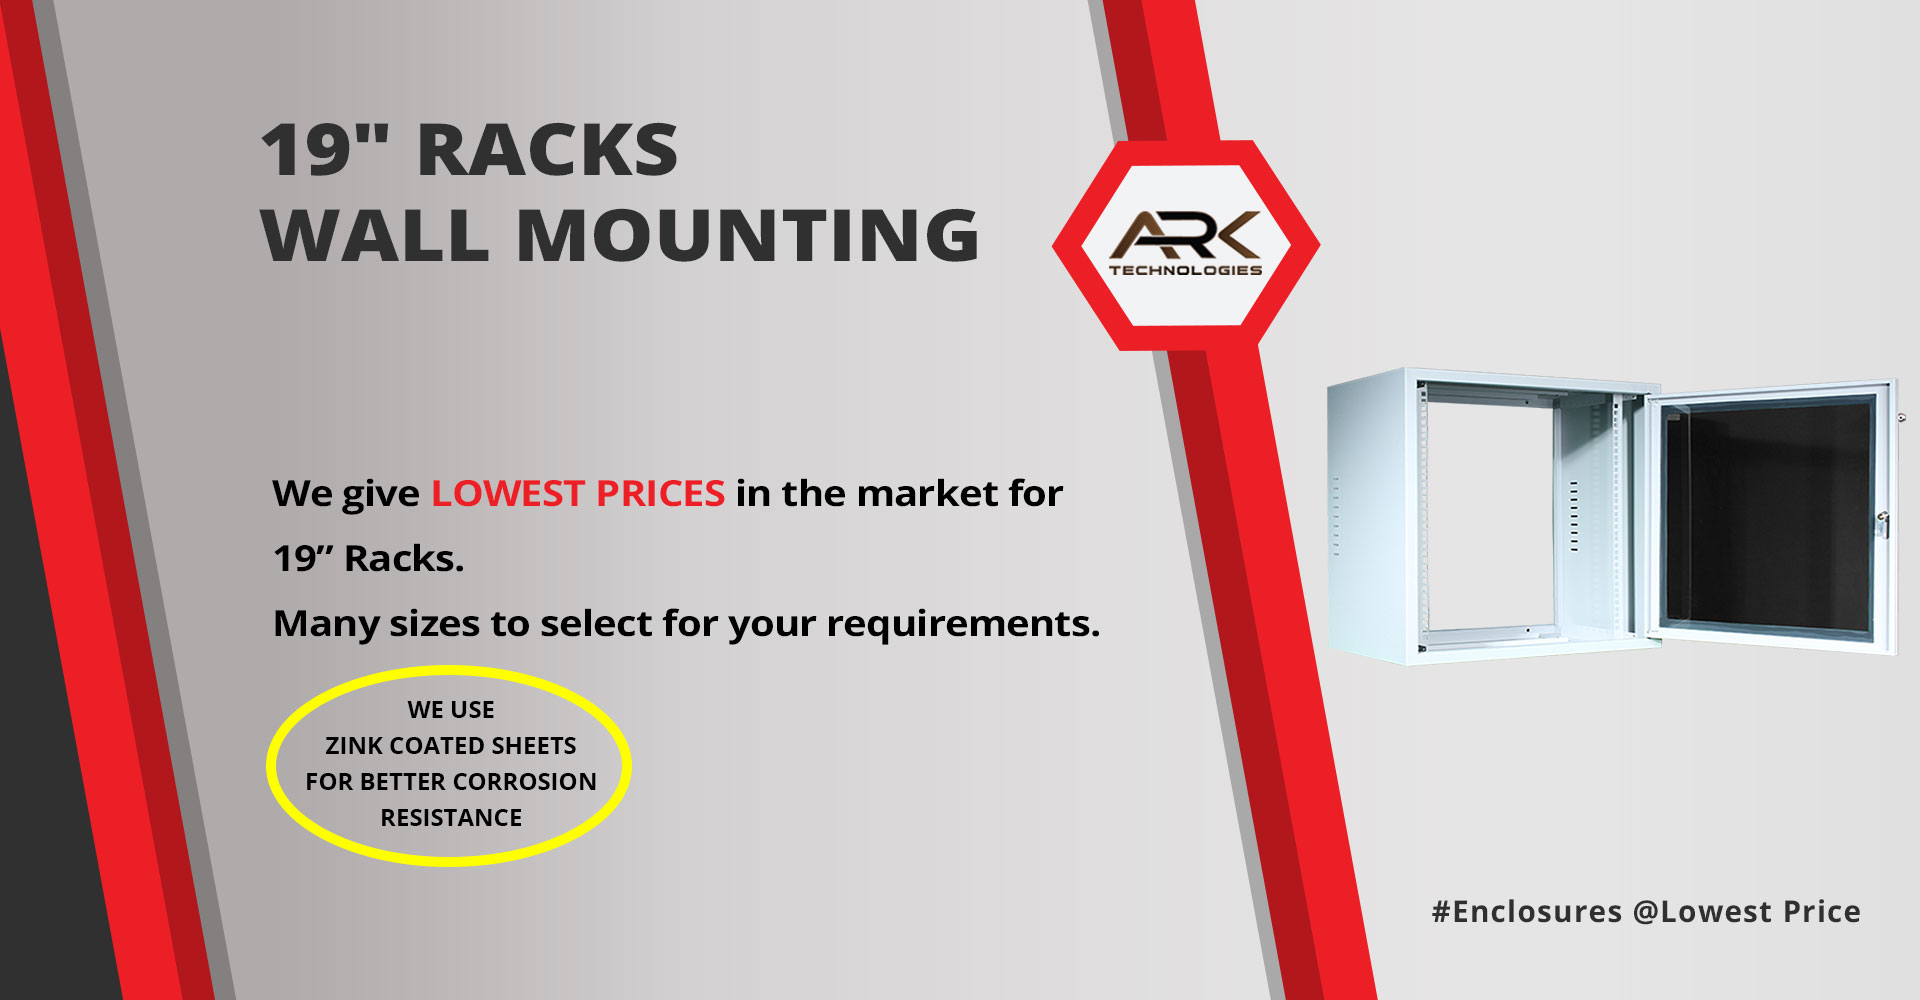 19" RACKS
WALL MOUNTING
ARK
TECHNOLOGIES
We give LOWEST PRICES in the market for
19” Racks.
Many sizes to select for your requirements.
WE USE
ZINK COATED SHEETS
FOR BETTER CORROSION
RESISTANCE
#Enclosures @Lowest Price